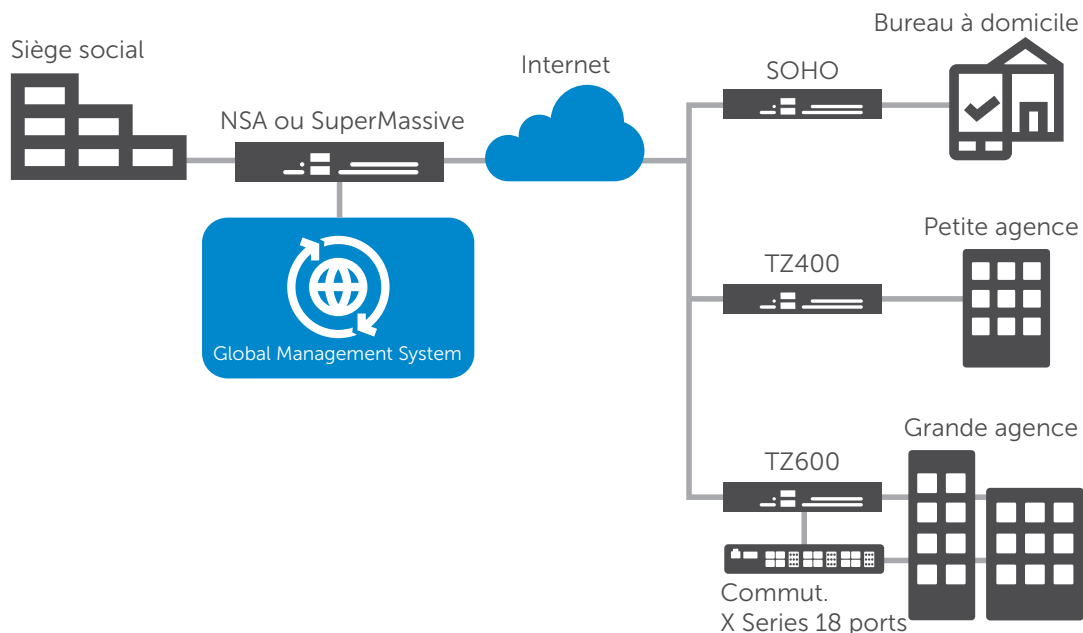 Siège social
NSA ou SuperMassive
Global Management System
Internet
SOHO
Bureau à domicile
TZ400
Petite agence
TZ600
Grande agence
Commut.
X Series 18 ports